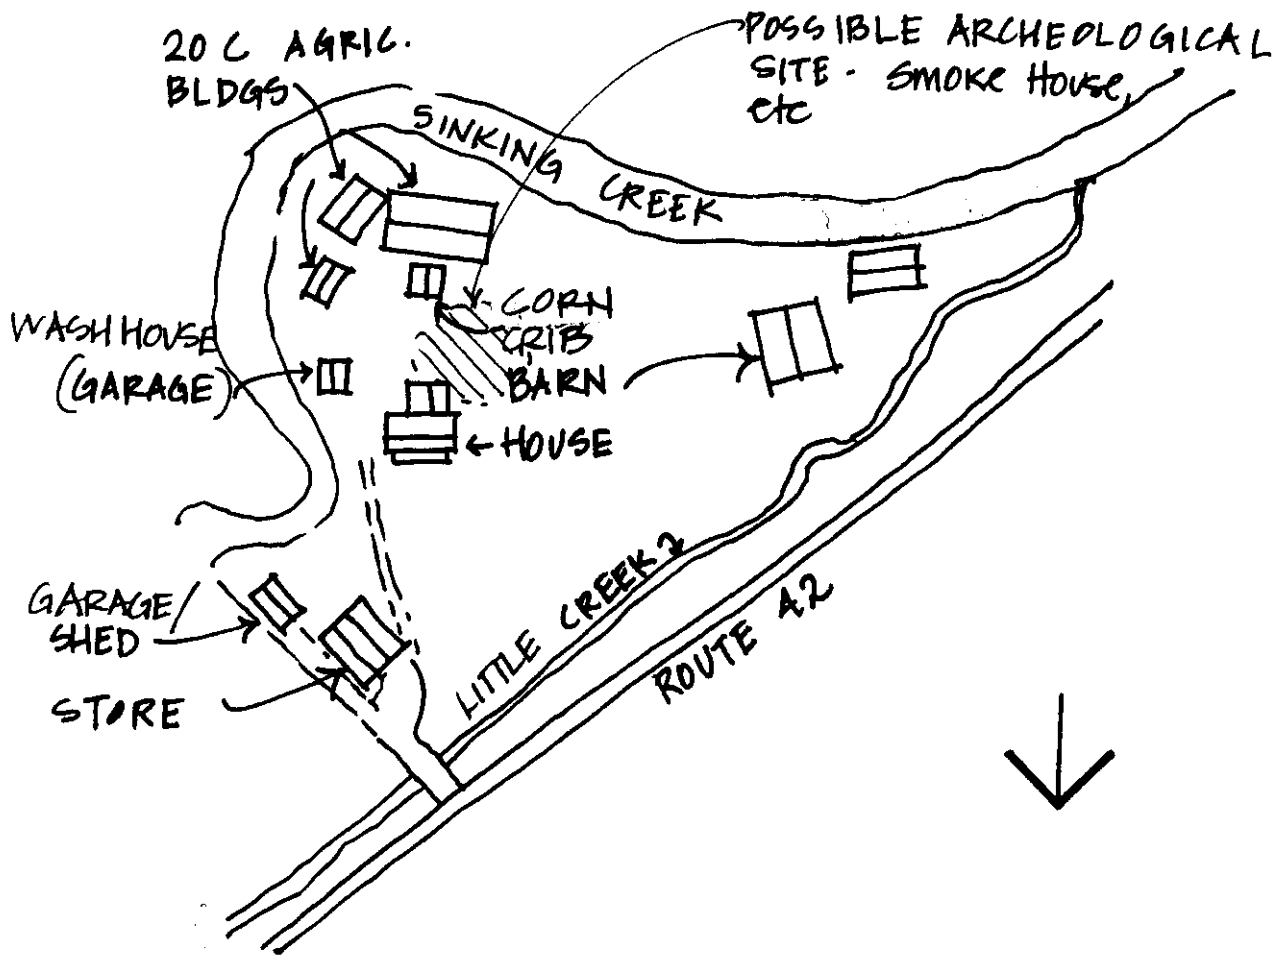 20 C AGRIC.
BLDGS
POSSIBLE ARCHEOLOGICAL
SITE - SMOKE HOUSE,
etc
SINKING CREEK
CORN
CRIB
WASH HOUSE
(GARAGE)
BARN
HOUSE
GARAGE/
SHED
STORE
LITTLE CREEK
ROUTE 42